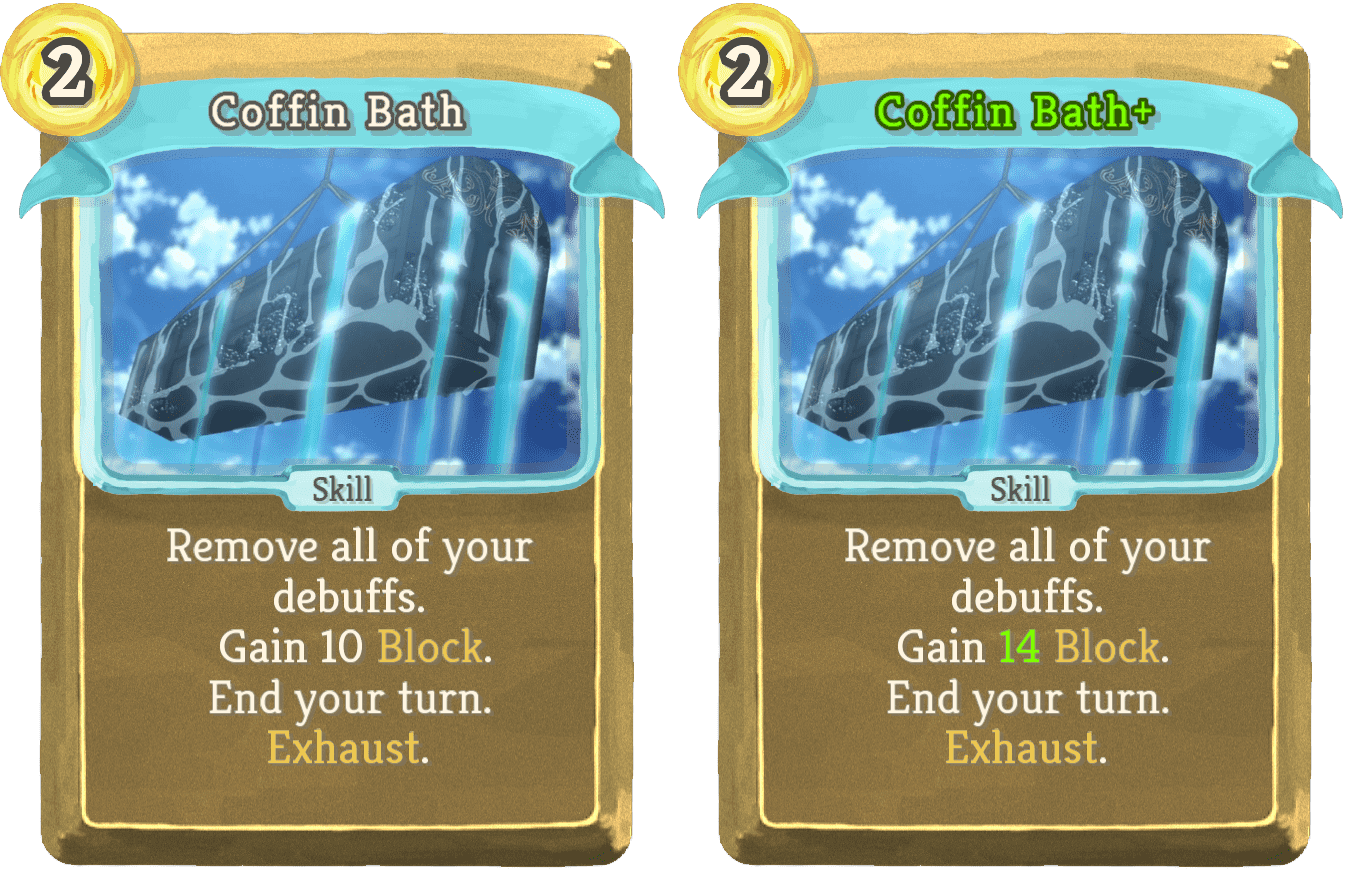 2
Coffin Bath
Skill
Remove all of your
debuffs.
Gain 10 Block.
End your turn.
Exhaust.
2
Coffin Bath+
Skill
Remove all of your
debuffs.
Gain 14 Block.
End your turn.
Exhaust.